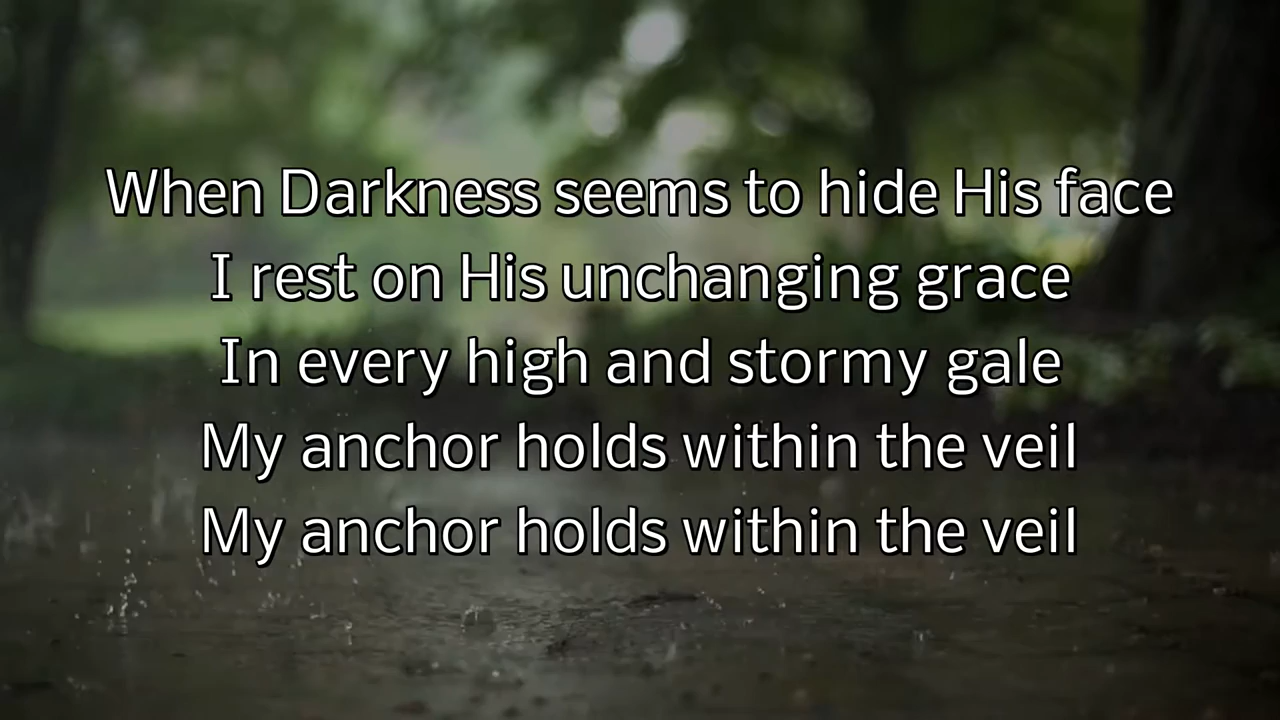 When Darkness seems to hide His face
I rest on His unchanging grace
In every high and stormy gale
My anchor holds within the veil
My anchor holds within the veil